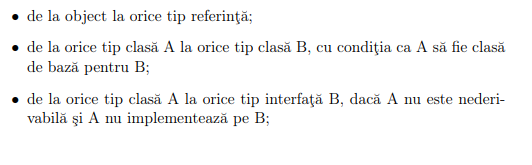 • de la object la orice tip referinţă;
• de la orice tip clasă A la orice tip clasă B, cu condiţia ca A să fie clasă
de bază pentru B;
• de la orice tip clasă A la orice tip interfaţă B, dacă A nu este nederi-
vabilă şi A nu implementează pe B;